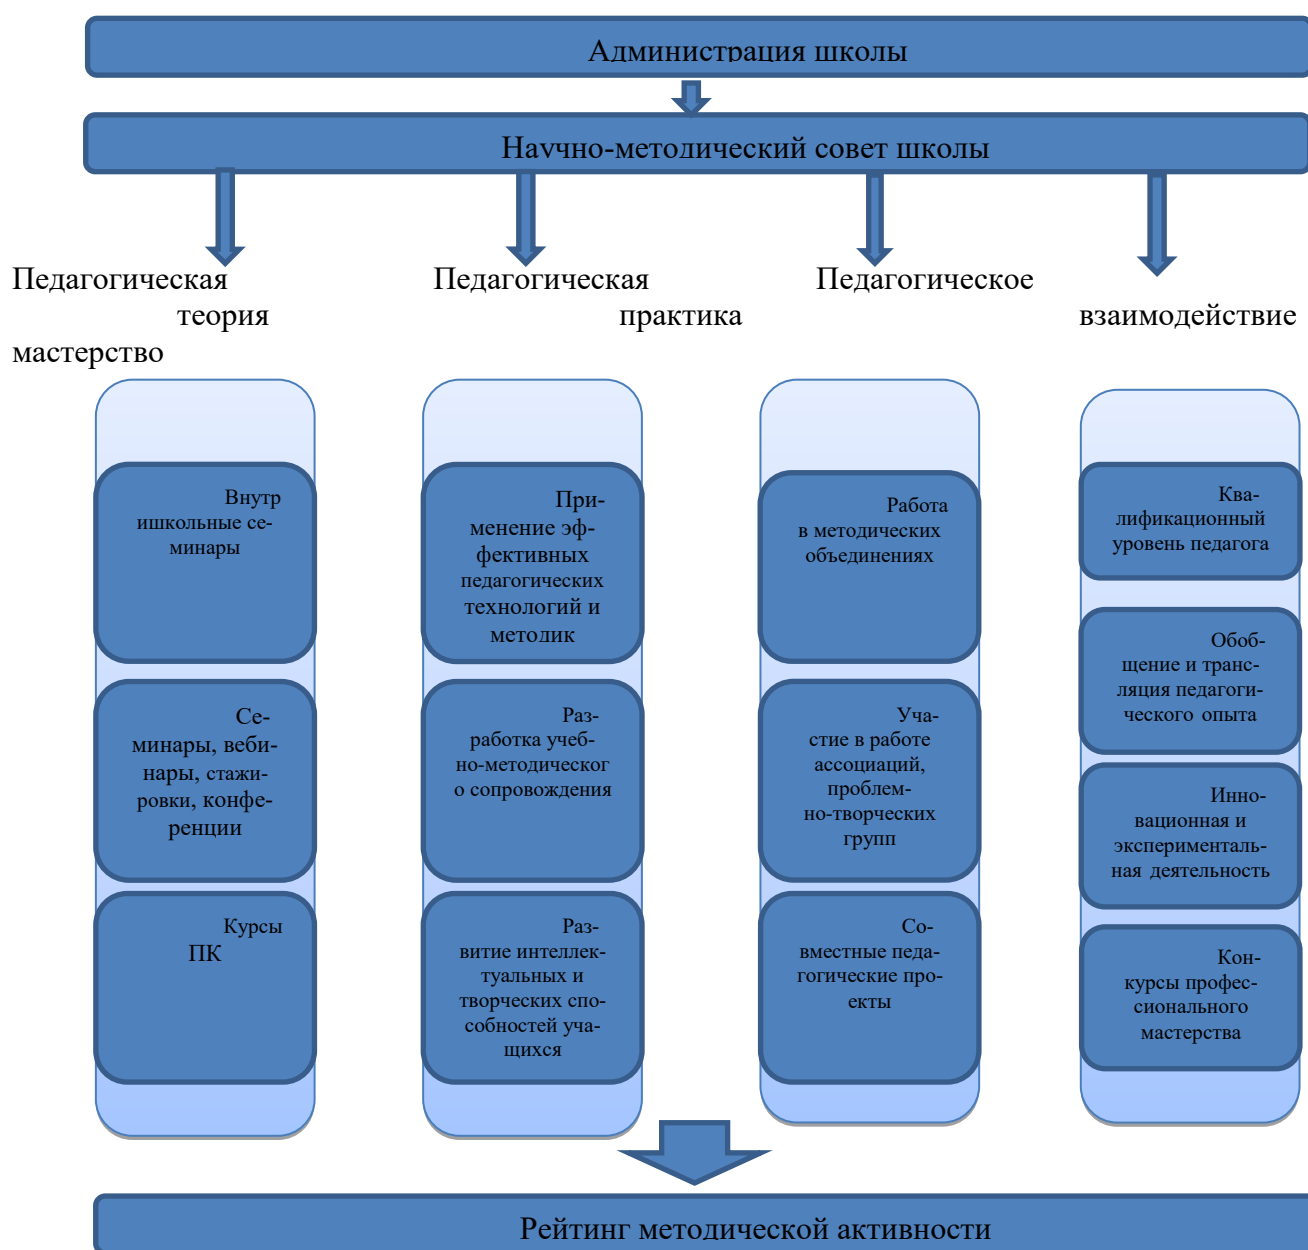 Администрация школы
Научно-методический совет школы
Педагогическая Педагогическая Педагогическое
теория практика взаимодействие
мастерство
Внутр
ишкольные се-
минары
Се-
минары, веби-
нары, стажи-
ровки, конфе-
ренции
Курсы
ПК
При-
менение эф-
фективных
педагогических
технологий и
методик
Раз-
работка учеб-
но-методическог
о сопровождения
Раз-
витие интеллек-
туальных и
творческих спо-
собностей уча-
щихся
Работа
в методических
объединениях
Уча-
стие в работе
ассоциаций,
проблем-
но-творческих
групп
Со-
вместные педа-
гогические про-
екты
Ква-
лификационный
уровень педагога
Обоб-
щение и транс-
ляция педагоги-
ческого опыта
Инно-
вационная и
эксперименталь-
ная деятельность
Кон-
курсы профес-
сионального
мастерства
Рейтинг методической активности